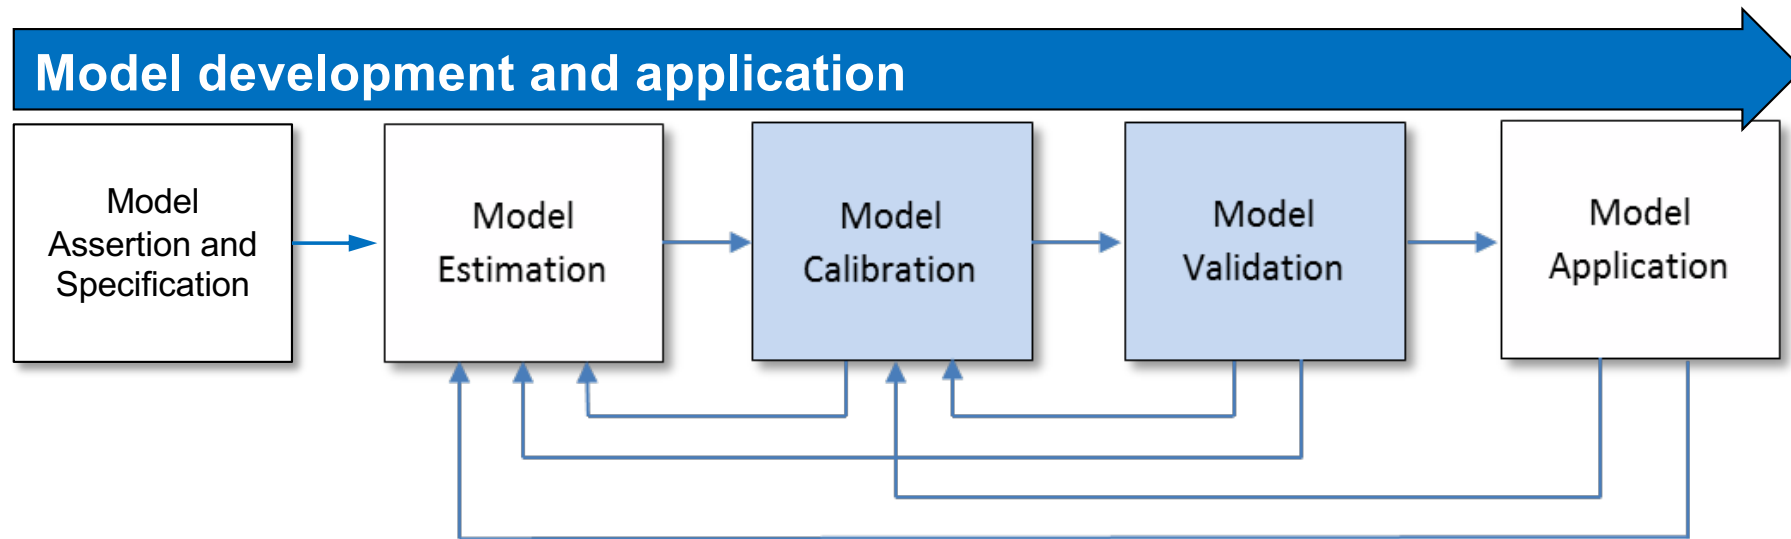 Model development and application
Model
Assertion and
Specification
Model
Estimation
Model
Calibration
Model
Validation
Model
Application